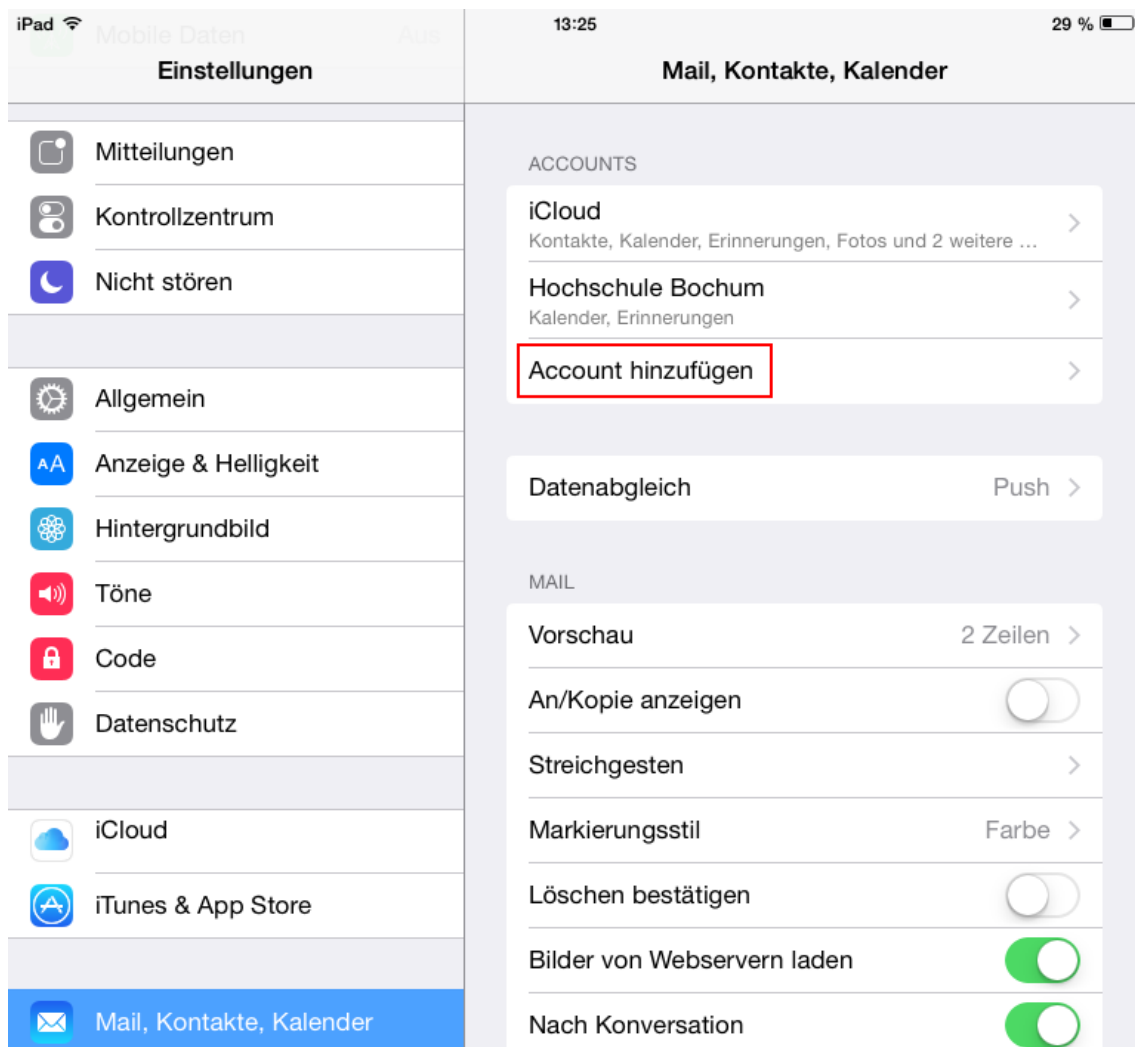 iPad
13:25
29 %
Mobile Daten
Aus
Einstellungen
Mitteilungen
Kontrollzentrum
Nicht stören
Allgemein
AA
Anzeige & Helligkeit
Hintergrundbild
Töne
Code
Datenschutz
iCloud
iTunes & App Store
Mail, Kontakte, Kalender
Mail, Kontakte, Kalender
ACCOUNTS
iCloud
Kontakte, Kalender, Erinnerungen, Fotos und 2 weitere ...
Hochschule Bochum
Kalender, Erinnerungen
Account hinzufügen
Datenabgleich Push
MAIL
Vorschau 2 Zeilen
An/Kopie anzeigen
Streichgesten
Markierungsstil Farbe
Löschen bestätigen
Bilder von Webservern laden
Nach Konversation